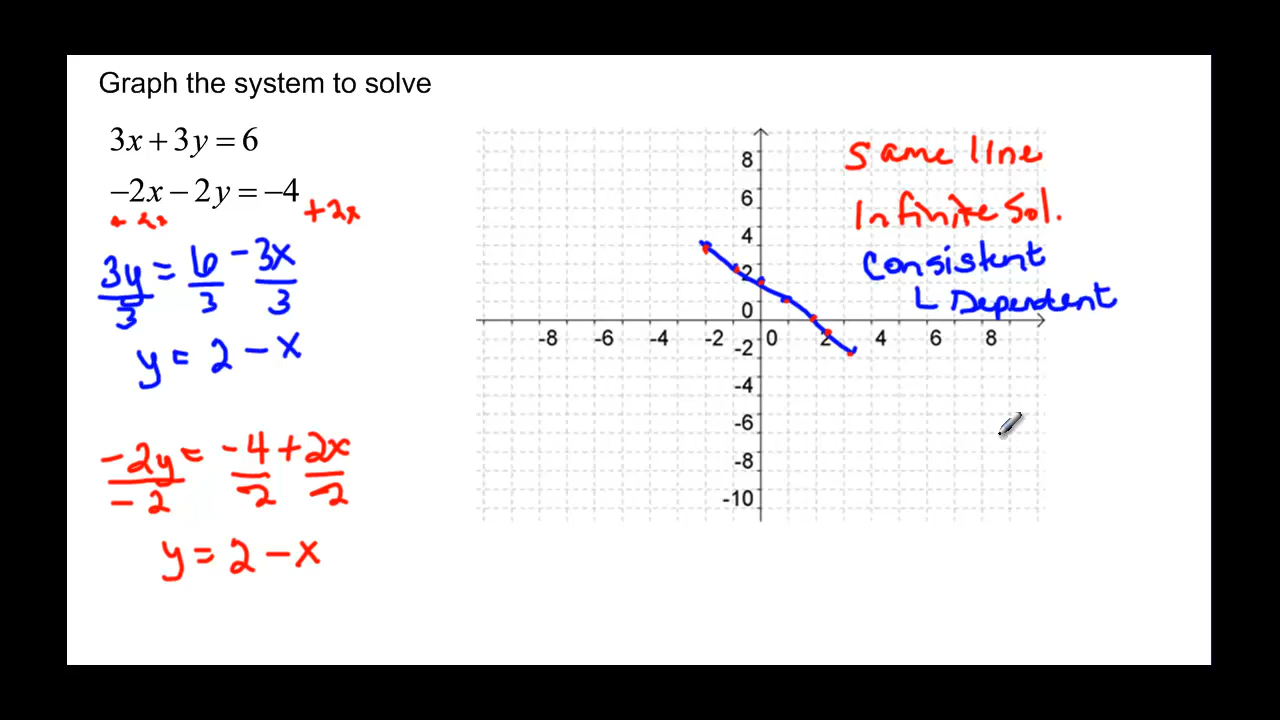 Graph the system to solve
3x + 3y = 6
−2x − 2y = −4
+ 2x +2x
3y = 6 − 3x
3 3 3
y = 2 − x
−2y = −4 + 2x
−2 −2 −2
y = 2 − x
Same line
Infinite Sol.
Consistent
Dependent
8
6
4
2
0
-8 -6 -4 -2 0 2 4 6 8
-2
-4
-6
-8
-10